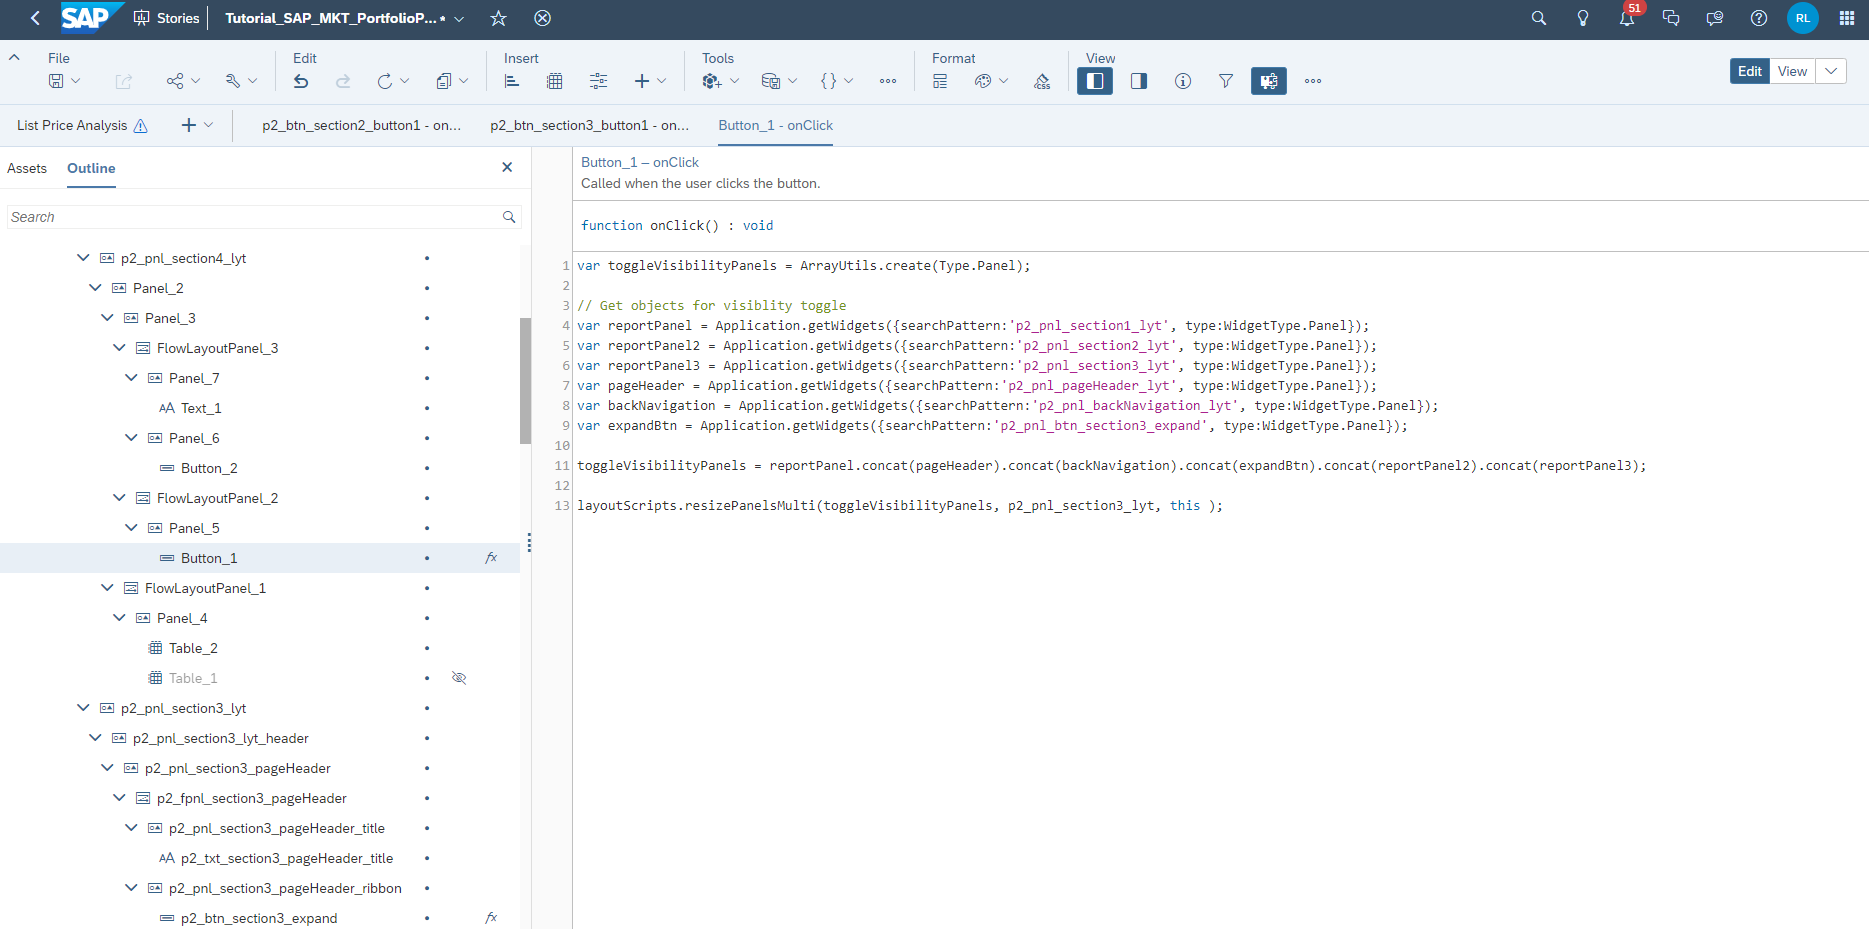 SAP Stories Tutorial_SAP_MKT_PortfolioP... * 51 RL
File Edit Insert Tools Format View
CSS Edit View
List Price Analysis p2_btn_section2_button1 - on... p2_btn_section3_button1 - on... Button_1 - onClick
Assets Outline
Search
p2_pnl_section4_lyt
Panel_2
Panel_3
FlowLayoutPanel_3
Panel_7
AA Text_1
Panel_6
Button_2
FlowLayoutPanel_2
Panel_5
Button_1 fx
FlowLayoutPanel_1
Panel_4
Table_2
Table_1
p2_pnl_section3_lyt
p2_pnl_section3_lyt_header
p2_pnl_section3_pageHeader
p2_fpnl_section3_pageHeader
p2_pnl_section3_pageHeader_title
AA p2_txt_section3_pageHeader_title
p2_pnl_section3_pageHeader_ribbon
p2_btn_section3_expand fx
Button_1 – onClick
Called when the user clicks the button.
function onClick() : void
1 var toggleVisibilityPanels = ArrayUtils.create(Type.Panel);
2
3 // Get objects for visiblity toggle
4 var reportPanel = Application.getWidgets({searchPattern:'p2_pnl_section1_lyt', type:WidgetType.Panel});
5 var reportPanel2 = Application.getWidgets({searchPattern:'p2_pnl_section2_lyt', type:WidgetType.Panel});
6 var reportPanel3 = Application.getWidgets({searchPattern:'p2_pnl_section3_lyt', type:WidgetType.Panel});
7 var pageHeader = Application.getWidgets({searchPattern:'p2_pnl_pageHeader_lyt', type:WidgetType.Panel});
8 var backNavigation = Application.getWidgets({searchPattern:'p2_pnl_backNavigation_lyt', type:WidgetType.Panel});
9 var expandBtn = Application.getWidgets({searchPattern:'p2_pnl_btn_section3_expand', type:WidgetType.Panel});
10
11 toggleVisibilityPanels = reportPanel.concat(pageHeader).concat(backNavigation).concat(expandBtn).concat(reportPanel2).concat(reportPanel3);
12
13 layoutScripts.resizePanelsMulti(toggleVisibilityPanels, p2_pnl_section3_lyt, this );